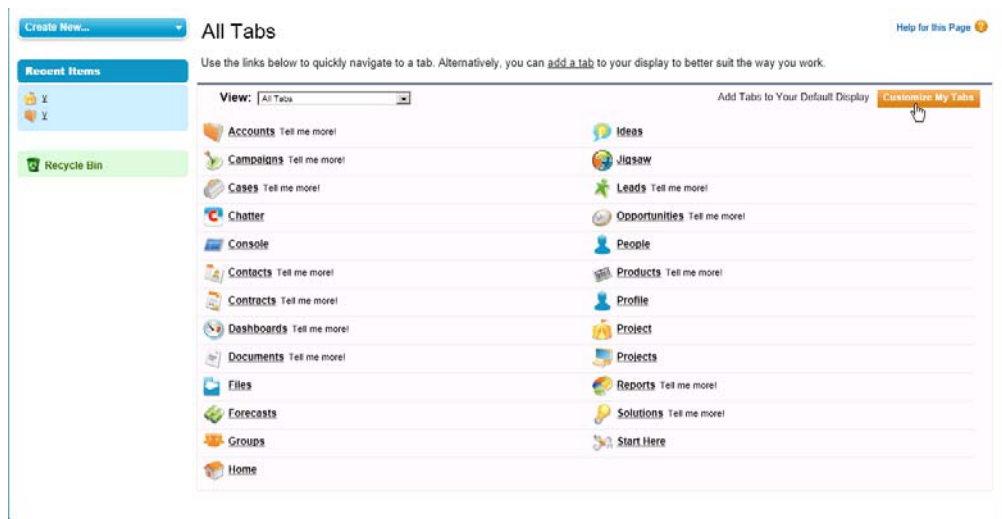 Create New...
All Tabs
Help for this Page
Use the links below to quickly navigate to a tab. Alternatively, you can add a tab to your display to better suit the way you work.
Recent Items
y
y
Recycle Bin
View: All Tabs
Add Tabs to Your Default Display Customize My Tabs
Accounts Tell me more!
Campaigns Tell me more!
Cases Tell me more!
Chatter
Console
Contacts Tell me more!
Contracts Tell me more!
Dashboards Tell me more!
Documents Tell me more!
Files
Forecasts
Groups
Home
Ideas
Jigsaw
Leads Tell me more!
Opportunities Tell me more!
People
Products Tell me more!
Profile
Project
Projects
Reports Tell me more!
Solutions Tell me more!
Start Here